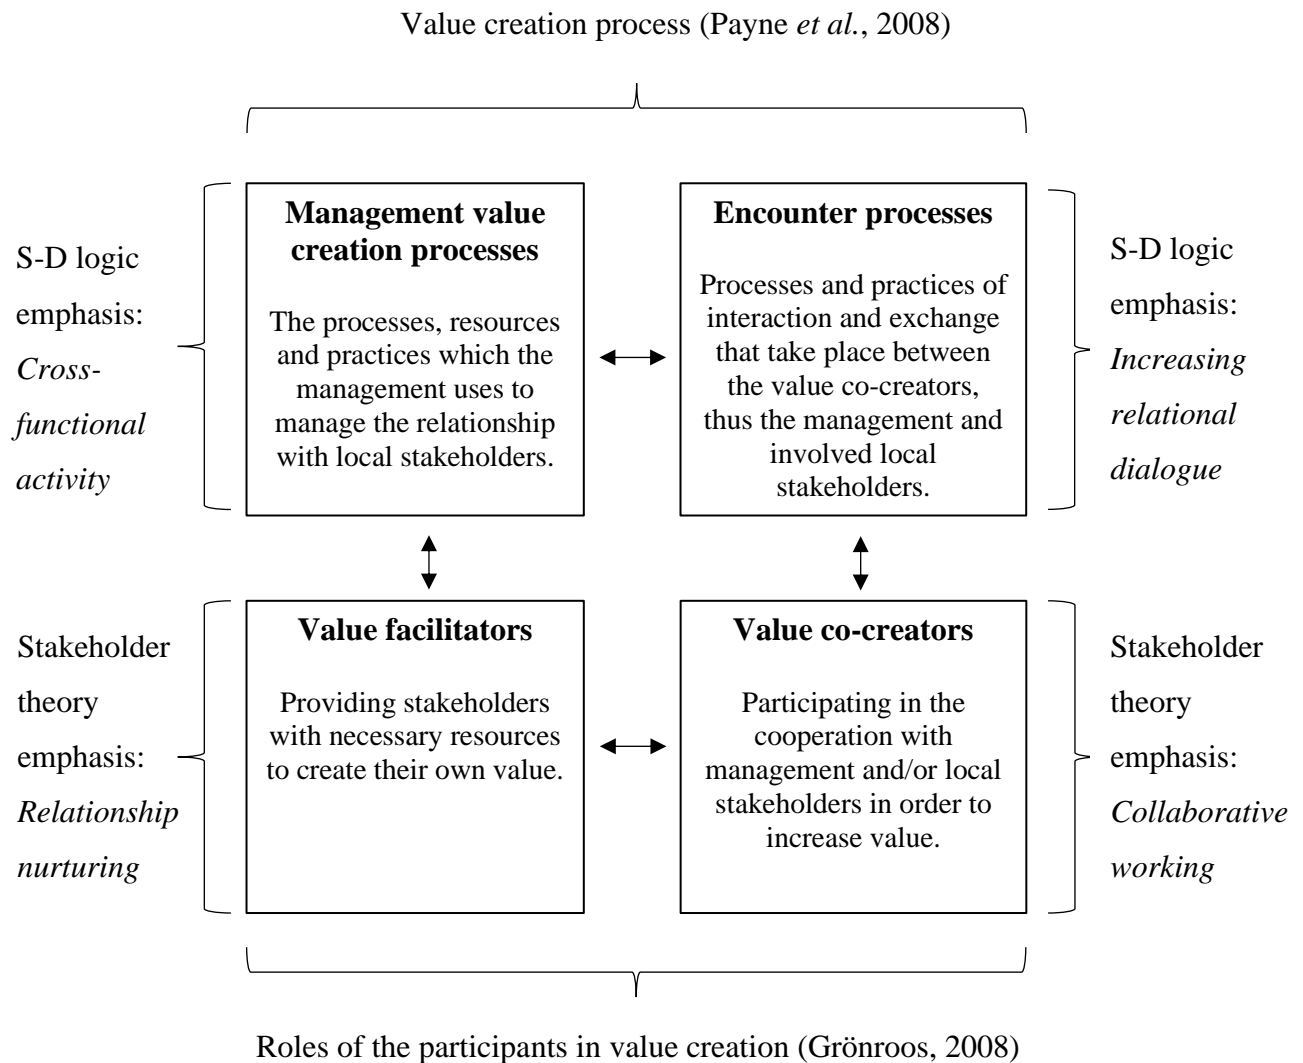 Value creation process (Payne et al., 2008)
S-D logic
emphasis:
Cross-
functional
activity
Management value
creation processes
The processes, resources
and practices which the
management uses to
manage the relationship
with local stakeholders.
Encounter processes
Processes and practices of
interaction and exchange
that take place between
the value co-creators,
thus the management and
involved local
stakeholders.
S-D logic
emphasis:
Increasing
relational
dialogue
Stakeholder
theory
emphasis:
Relationship
nurturing
Value facilitators
Providing stakeholders
with necessary resources
to create their own value.
Value co-creators
Participating in the
cooperation with
management and/or local
stakeholders in order to
increase value.
Stakeholder
theory
emphasis:
Collaborative
working
Roles of the participants in value creation (Grönroos, 2008)